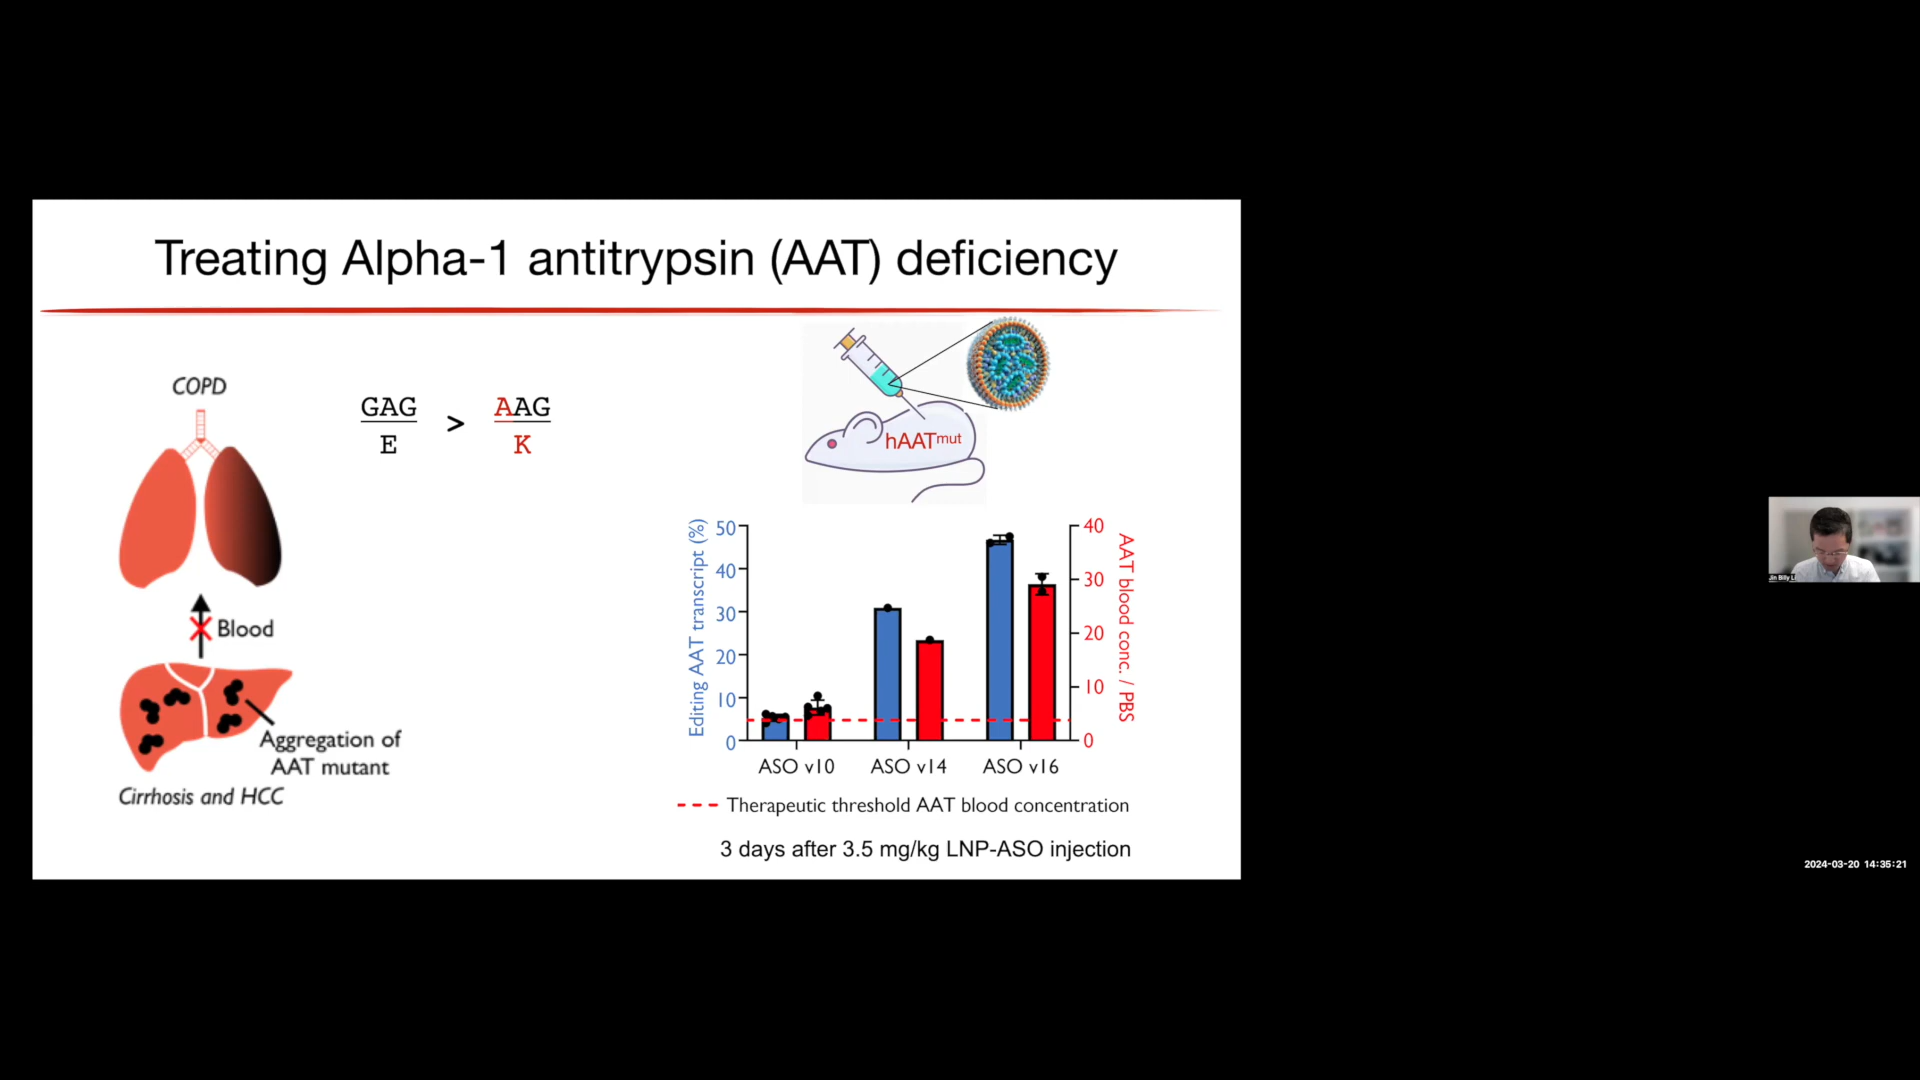 Treating Alpha-1 antitrypsin (AAT) deficiency
COPD
GAG > AAG
E K
Blood
Aggregation of
AAT mutant
Cirrhosis and HCC
hAATmut
Editing AAT transcript (%)
50
40
30
20
10
0
40
30
20
10
0
AAT blood conc. / PBS
ASO v10 ASO v14 ASO v16
Therapeutic threshold AAT blood concentration
3 days after 3.5 mg/kg LNP-ASO injection
Jin Billy Li
2024-03-20 14:35:21